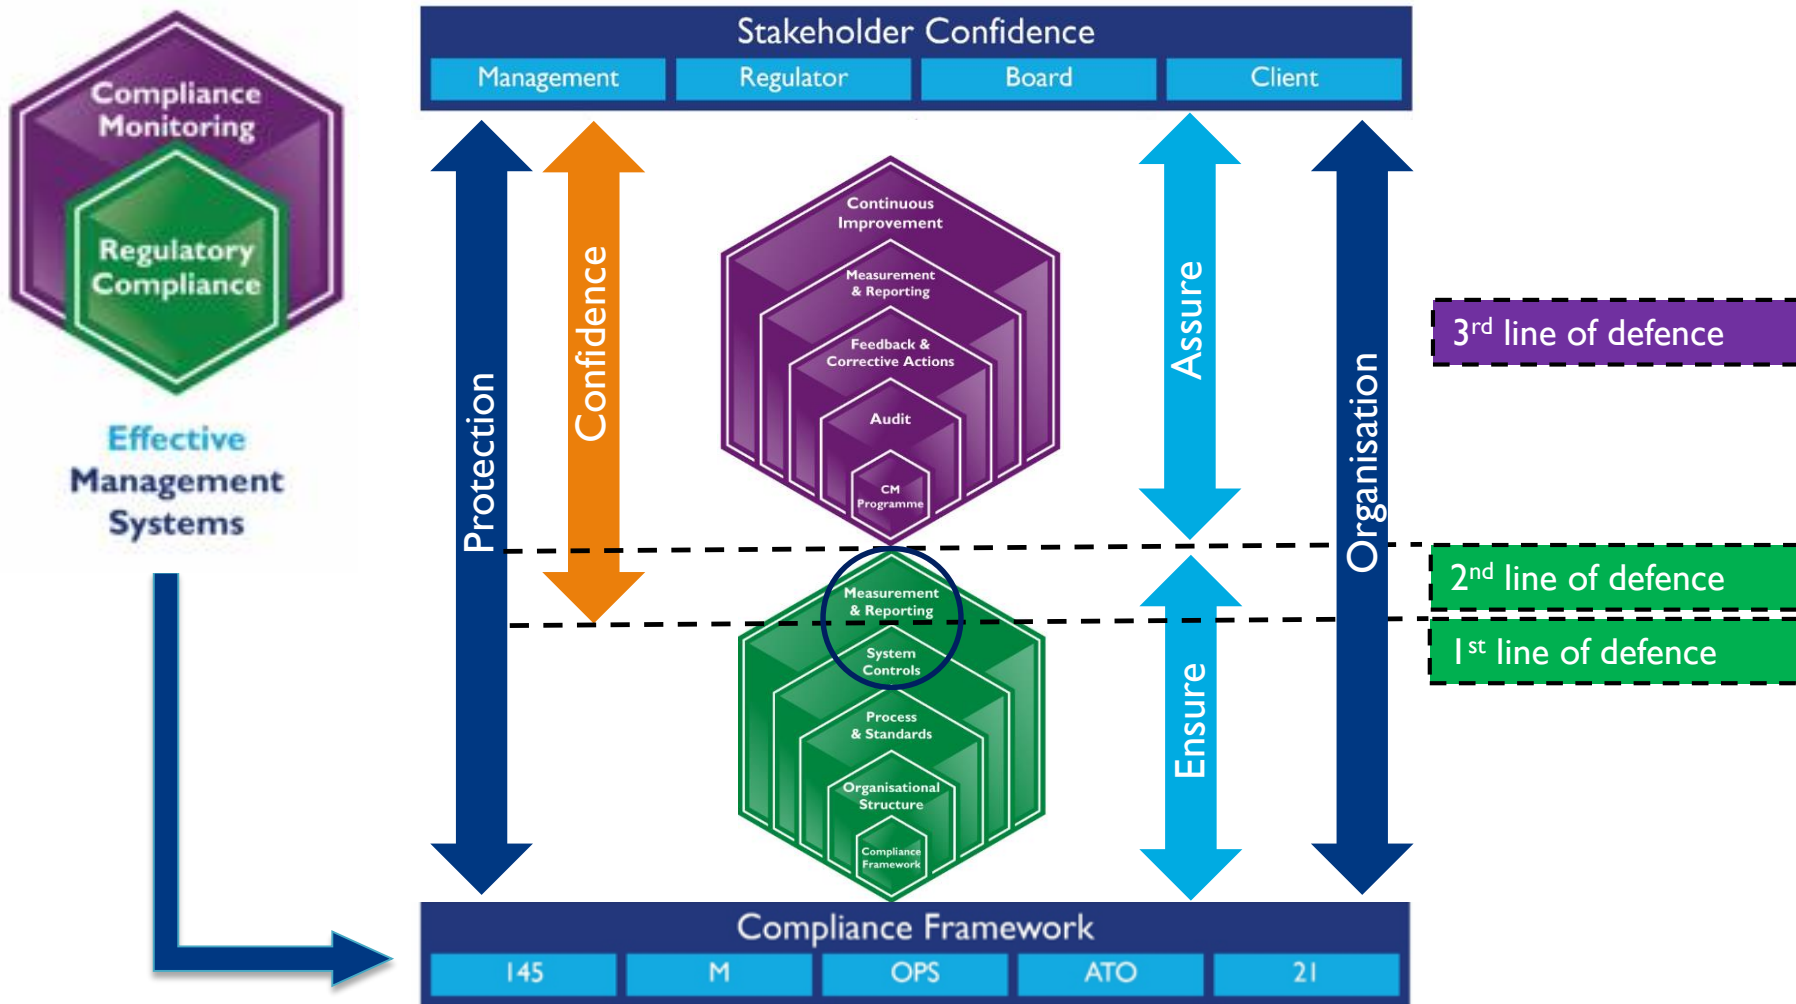 Compliance
Monitoring
Regulatory
Compliance
Effective
Management
Systems
Stakeholder Confidence
Management
Regulator
Board
Client
Protection
Confidence
Continuous
Improvement
Measurement
& Reporting
Feedback &
Corrective Actions
Audit
CM
Programme
Assure
Organisation
3rd line of defence
2nd line of defence
1st line of defence
Measurement
& Reporting
System
Controls
Process
& Standards
Organisational
Structure
Compliance
Framework
Ensure
Compliance Framework
145
M
OPS
ATO
21